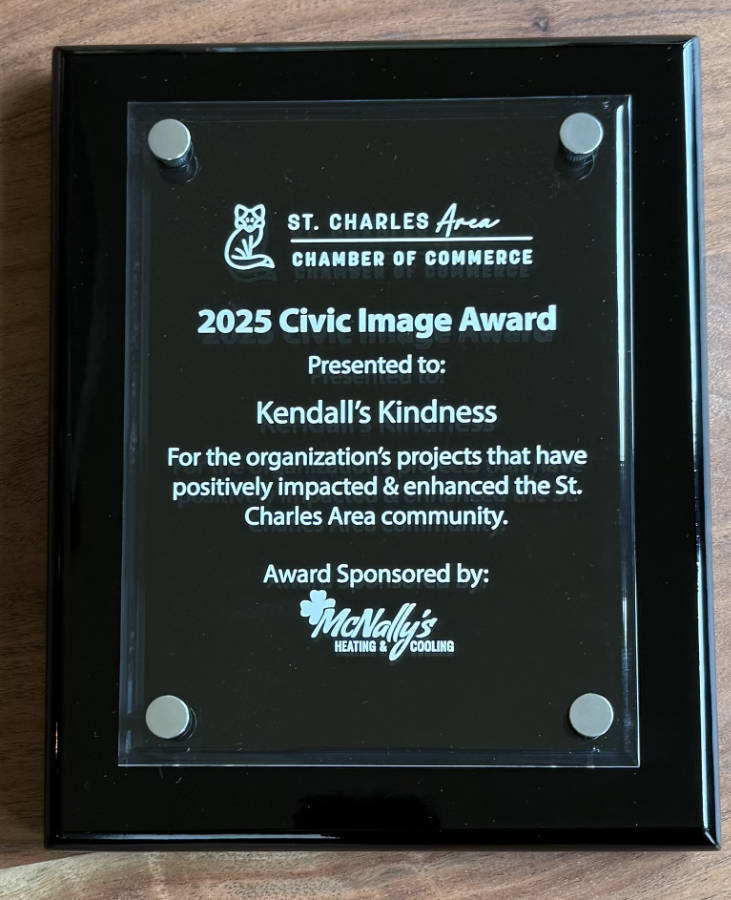 ST. CHARLES Area
CHAMBER OF COMMERCE
2025 Civic Image Award
Presented to:
Kendall's Kindness
For the organization's projects that have
positively impacted & enhanced the St.
Charles Area community.
Award Sponsored by:
McNally's
HEATING & COOLING